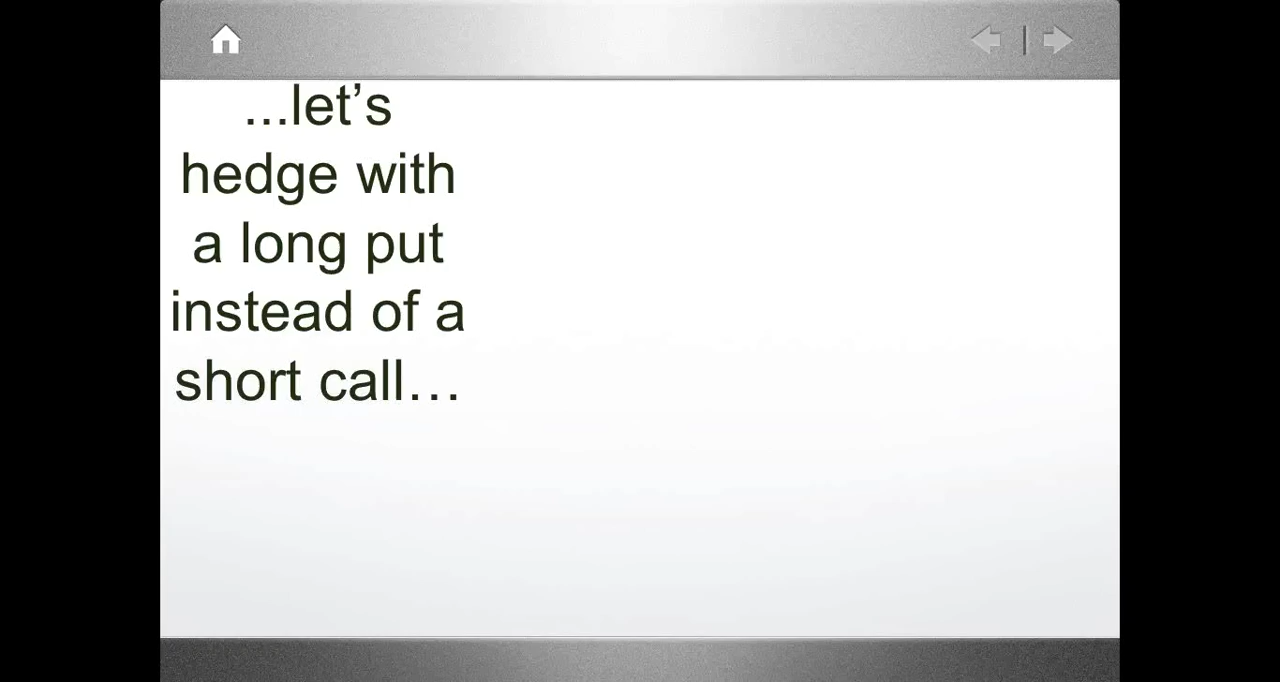 ...let’s
hedge with
a long put
instead of a
short call…